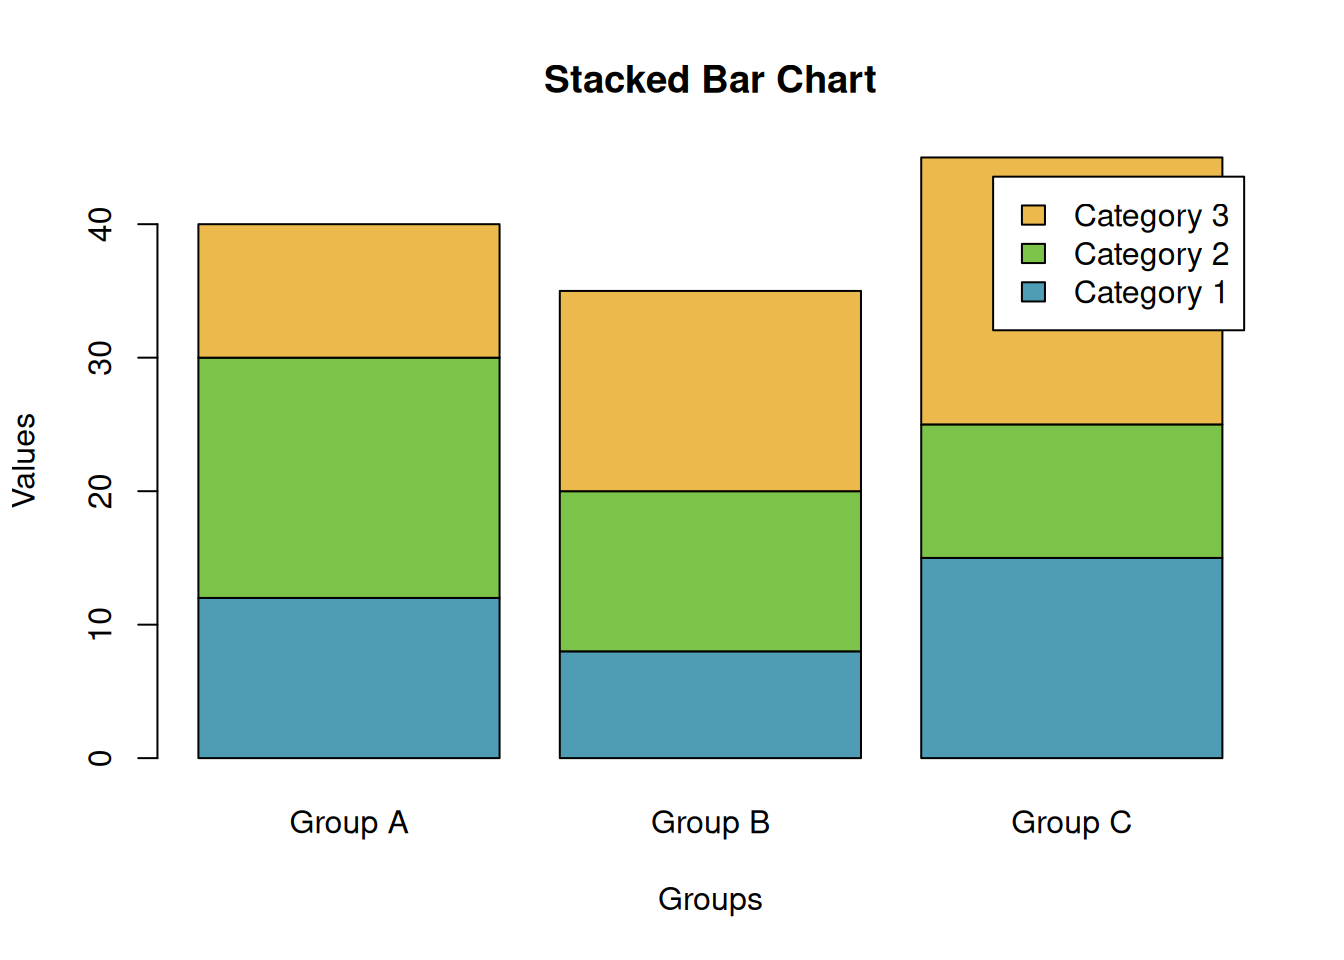 Stacked Bar Chart
Category 3
Category 2
Category 1
40
30
20
10
0
Values
Group A
Group B
Group C
Groups